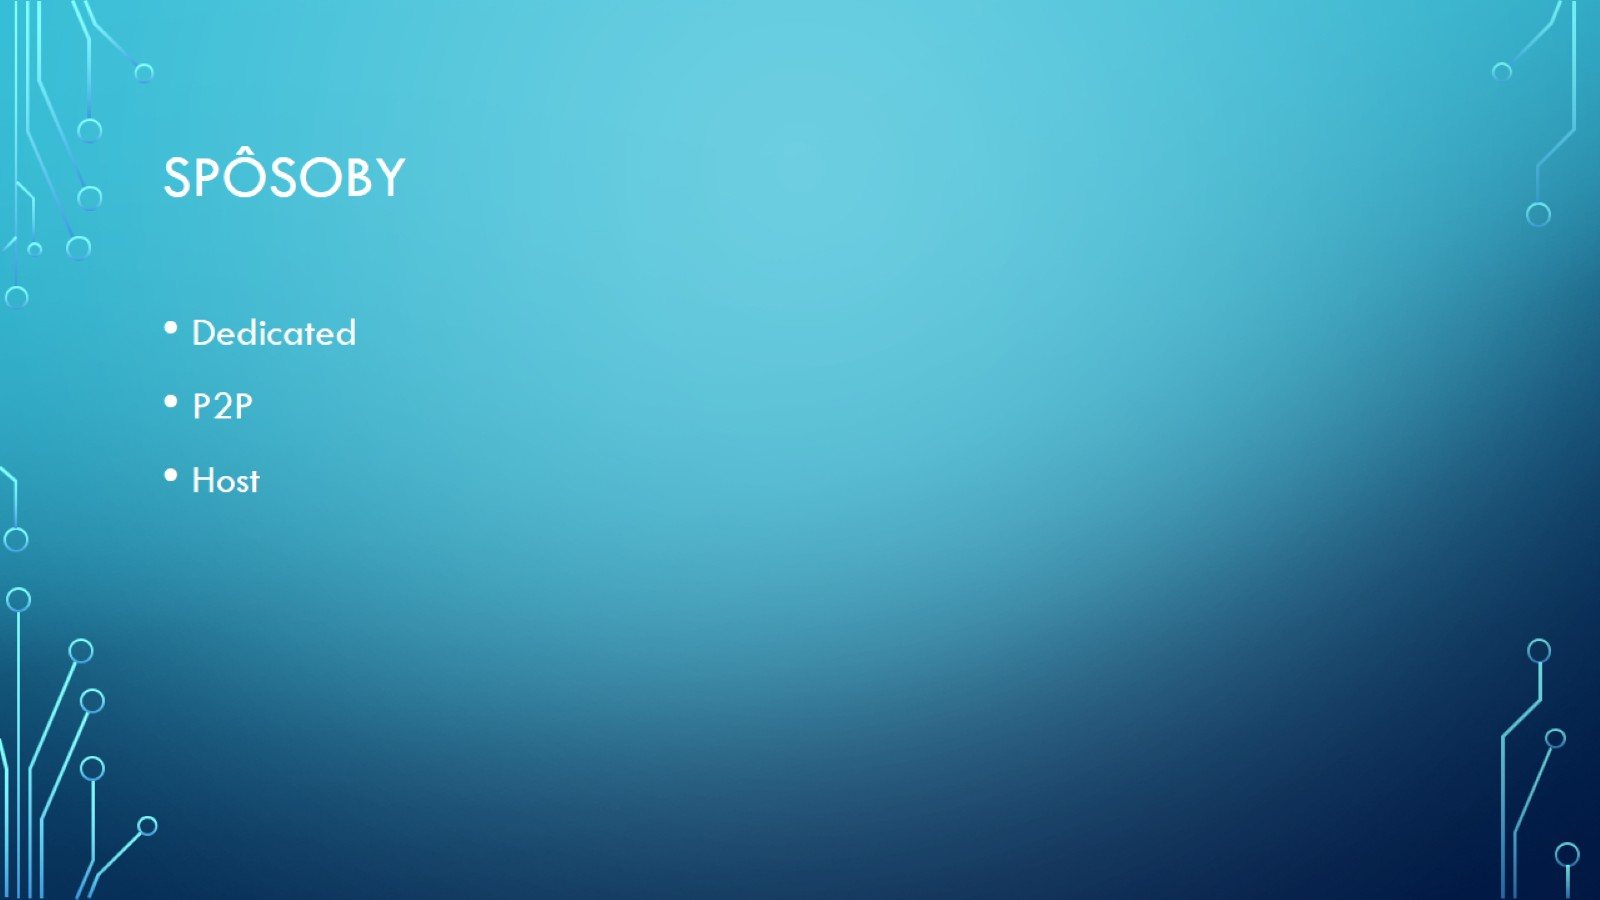 SPÔSOBY
• Dedicated
• P2P
• Host